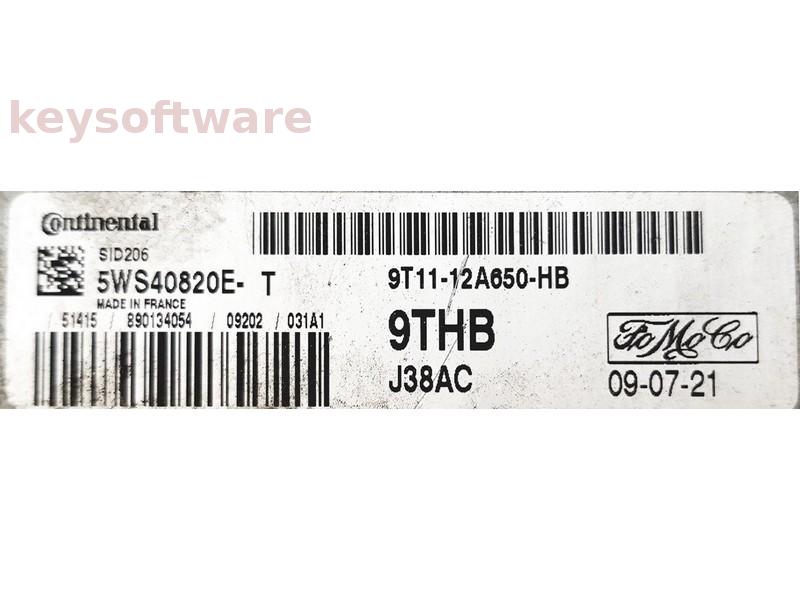 keysoftware
Continental
SID206
5WS40820E- T
MADE IN FRANCE
/ 51415 / 890134054 / 09202 / 031A1
9T11-12A650-HB
9THB
J38AC
FoMoCo
09-07-21